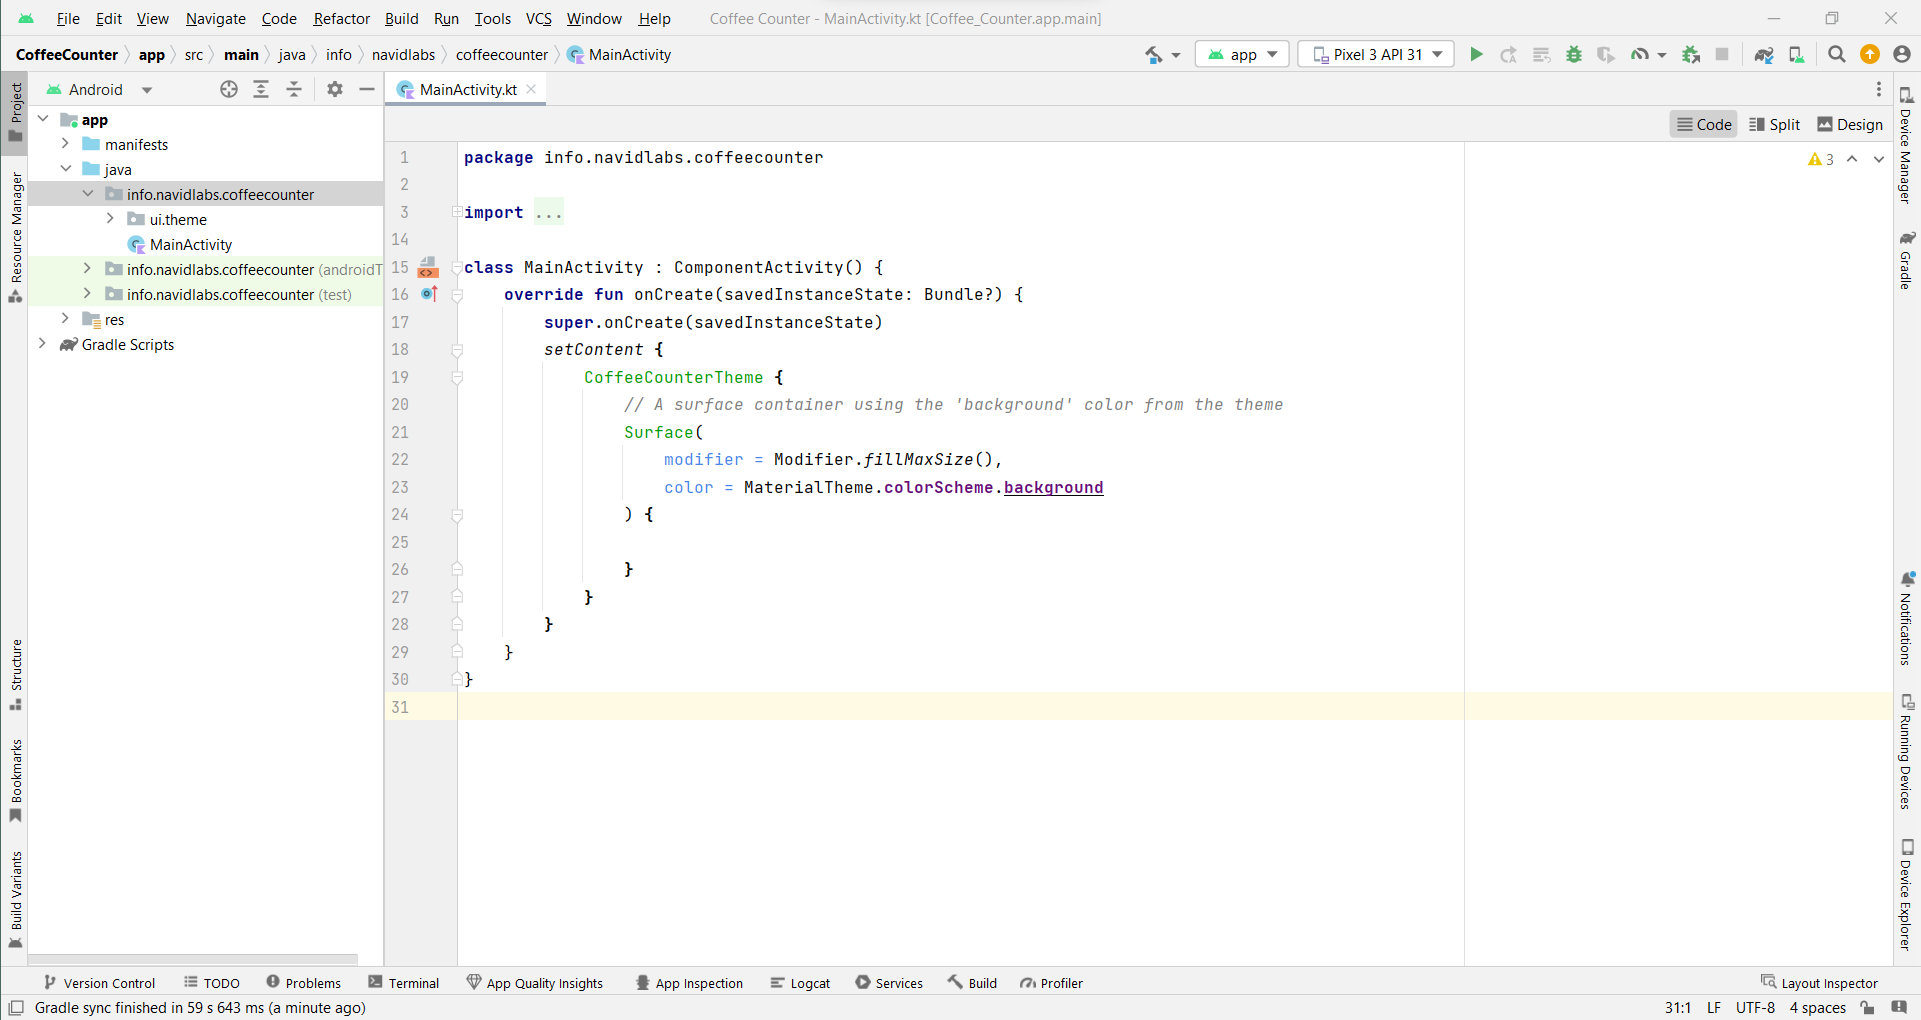 File Edit View Navigate Code Refactor Build Run Tools VCS Window Help Coffee Counter - MainActivity.kt [Coffee_Counter.app.main]
CoffeeCounter app src main java info navidlabs coffeecounter MainActivity app Pixel 3 API 31
Project
Resource Manager
Structure
Bookmarks
Build Variants
Android
app
manifests
java
info.navidlabs.coffeecounter
ui.theme
MainActivity
info.navidlabs.coffeecounter (androidT
info.navidlabs.coffeecounter (test)
res
Gradle Scripts
MainActivity.kt
Code Split Design
3
1 package info.navidlabs.coffeecounter
2
3 import ...
14
15 class MainActivity : ComponentActivity() {
16 override fun onCreate(savedInstanceState: Bundle?) {
17 super.onCreate(savedInstanceState)
18 setContent {
19 CoffeeCounterTheme {
20 // A surface container using the 'background' color from the theme
21 Surface(
22 modifier = Modifier.fillMaxSize(),
23 color = MaterialTheme.colorScheme.background
24 ) {
25
26 }
27 }
28 }
29 }
30 }
31
Device Manager
Gradle
Notifications
Running Devices
Device Explorer
Version Control TODO Problems Terminal App Quality Insights App Inspection Logcat Services Build Profiler Layout Inspector
Gradle sync finished in 59 s 643 ms (a minute ago) 31:1 LF UTF-8 4 spaces